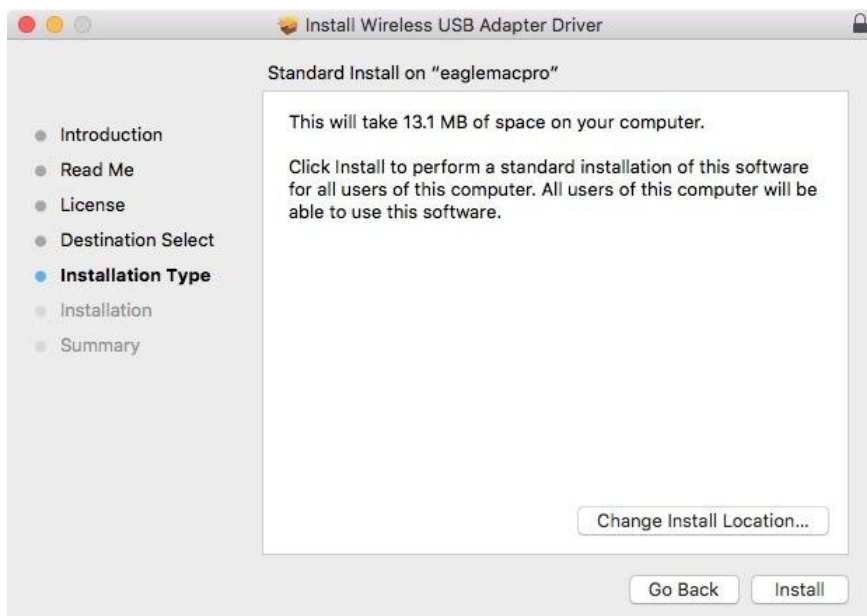 Install Wireless USB Adapter Driver
Standard Install on “eaglemacpro”
Introduction
Read Me
License
Destination Select
Installation Type
Installation
Summary
This will take 13.1 MB of space on your computer.
Click Install to perform a standard installation of this software
for all users of this computer. All users of this computer will be
able to use this software.
Change Install Location...
Go Back
Install